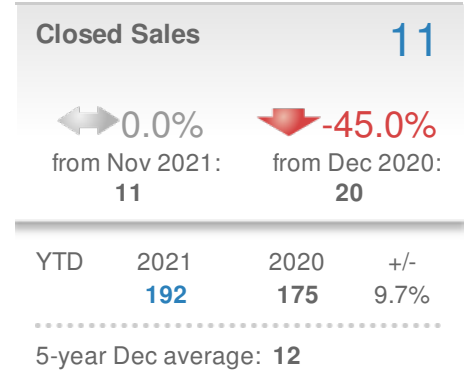 Closed Sales 11
0.0% -45.0%
from Nov 2021: from Dec 2020:
11 20
YTD 2021 2020 +/-
192 175 9.7%
5-year Dec average: 12